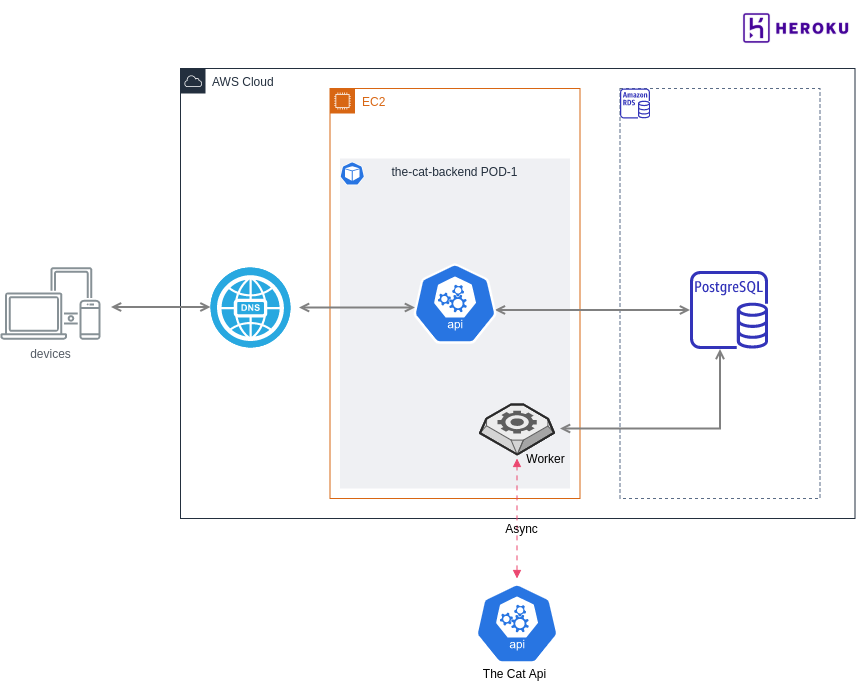 HEROKU
AWS Cloud
EC2
Amazon
RDS
the-cat-backend POD-1
DNS
api
PostgreSQL
devices
Worker
Async
api
The Cat Api